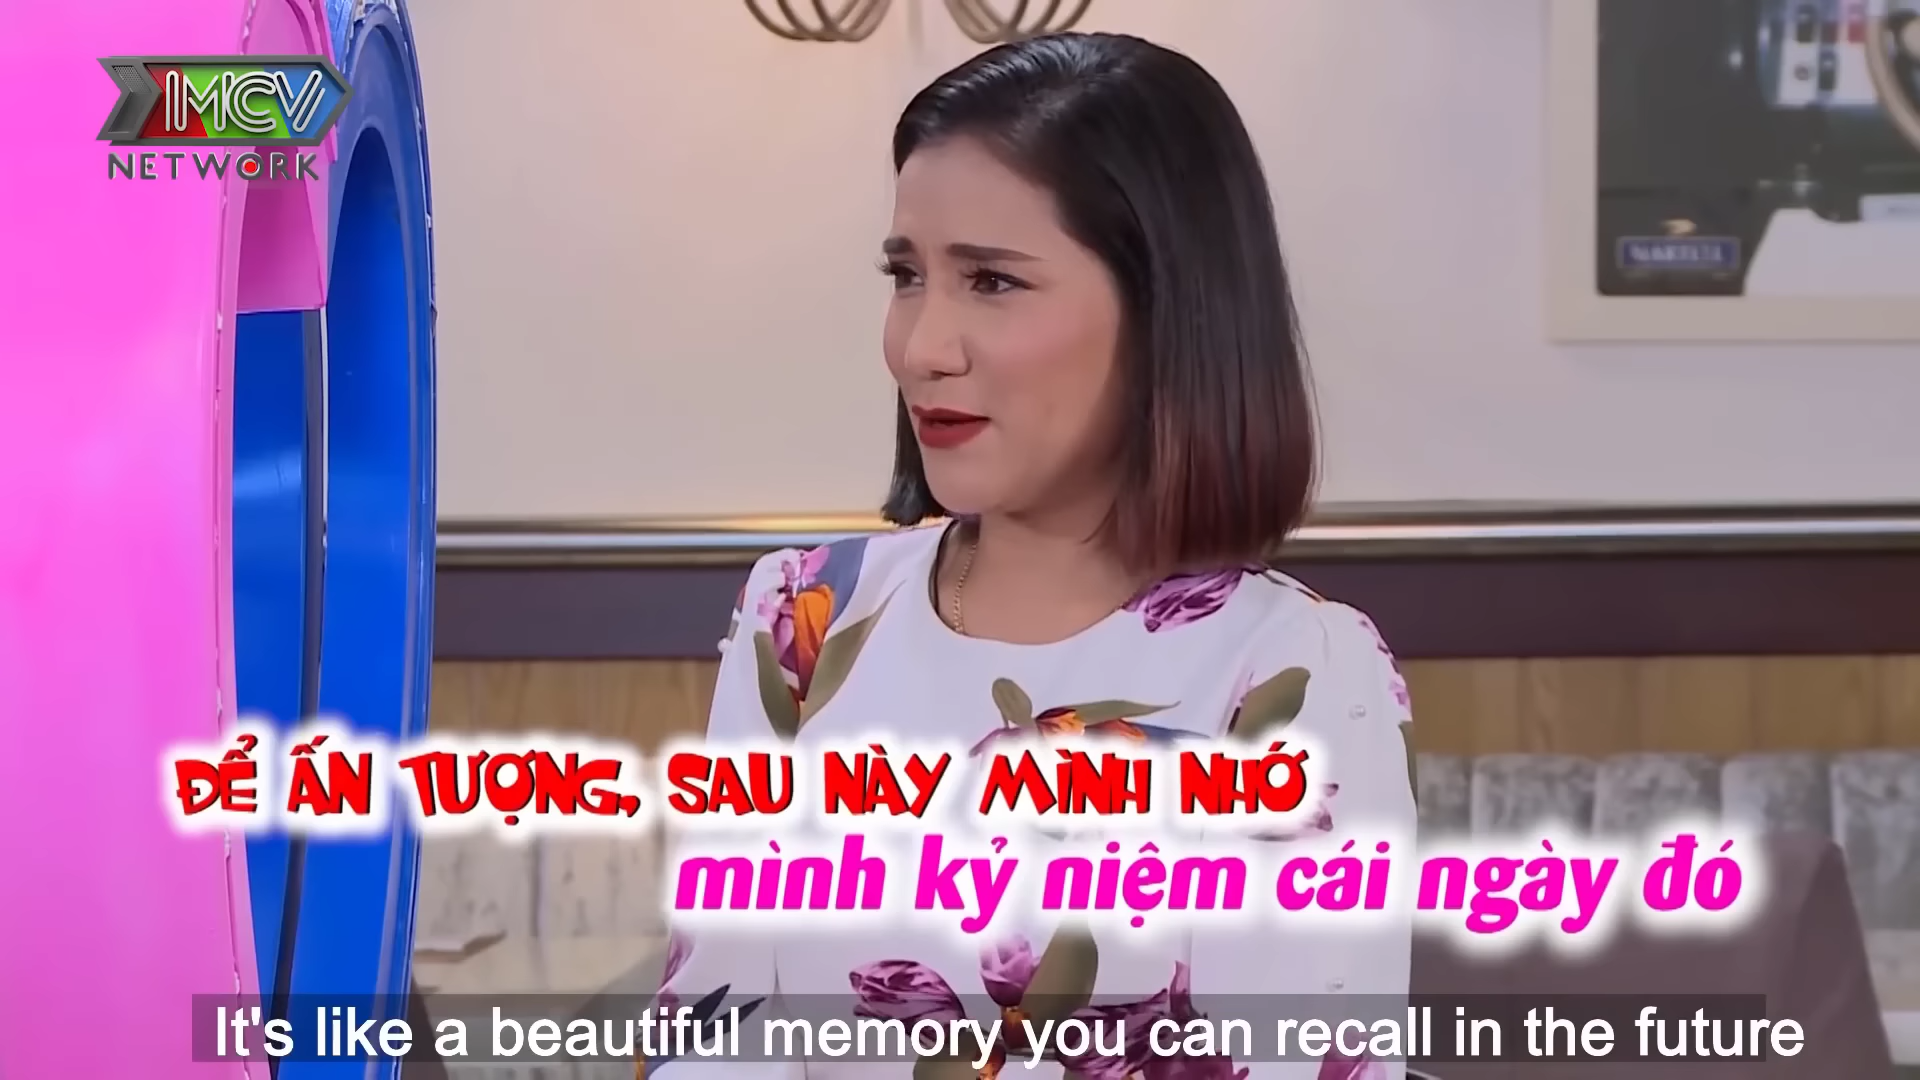 MCV
NETWORK
ĐỂ ẤN TƯỢNG, SAU NÀY MÌNH NHỚ
mình kỷ niệm cái ngày đó
It's like a beautiful memory you can recall in the future